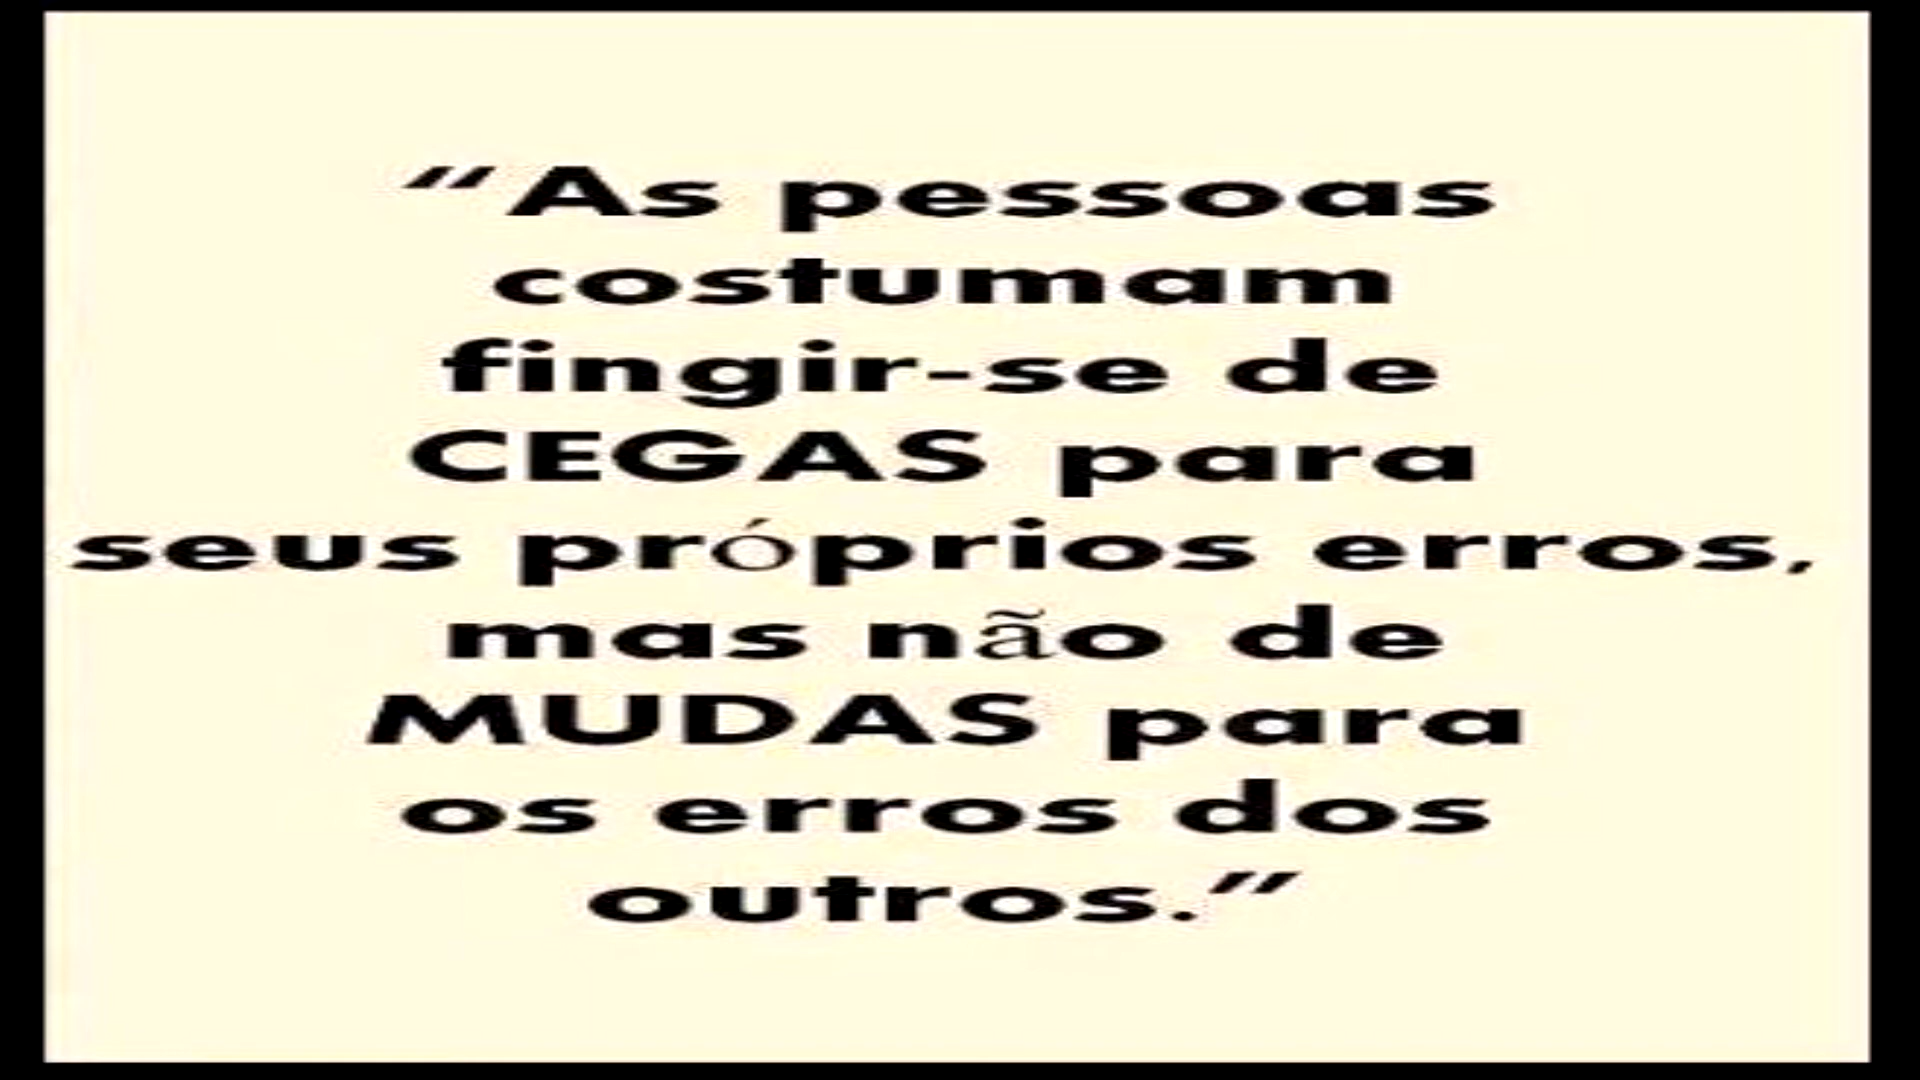 “As pessoas
costumam
fingir-se de
CEGAS para
seus próprios erros,
mas não de
MUDAS para
os erros dos
outros.”